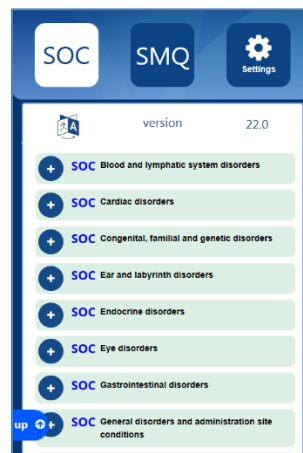 SOC SMQ Settings
A version 22.0
SOC Blood and lymphatic system disorders
SOC Cardiac disorders
SOC Congenital, familial and genetic disorders
SOC Ear and labyrinth disorders
SOC Endocrine disorders
SOC Eye disorders
SOC Gastrointestinal disorders
up SOC General disorders and administration site
conditions